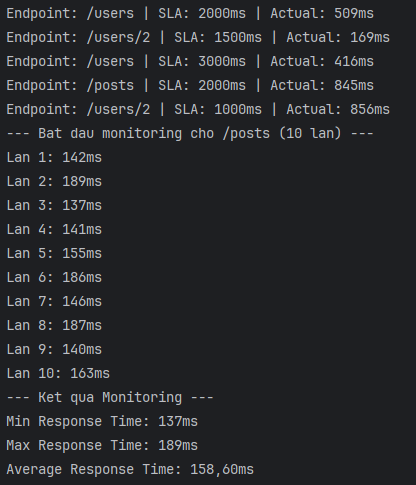 Endpoint: /users | SLA: 2000ms | Actual: 509ms
Endpoint: /users/2 | SLA: 1500ms | Actual: 169ms
Endpoint: /users | SLA: 3000ms | Actual: 416ms
Endpoint: /posts | SLA: 2000ms | Actual: 845ms
Endpoint: /users/2 | SLA: 1000ms | Actual: 856ms
--- Bat dau monitoring cho /posts (10 lan) ---
Lan 1: 142ms
Lan 2: 189ms
Lan 3: 137ms
Lan 4: 141ms
Lan 5: 155ms
Lan 6: 186ms
Lan 7: 146ms
Lan 8: 187ms
Lan 9: 140ms
Lan 10: 163ms
--- Ket qua Monitoring ---
Min Response Time: 137ms
Max Response Time: 189ms
Average Response Time: 158,60ms